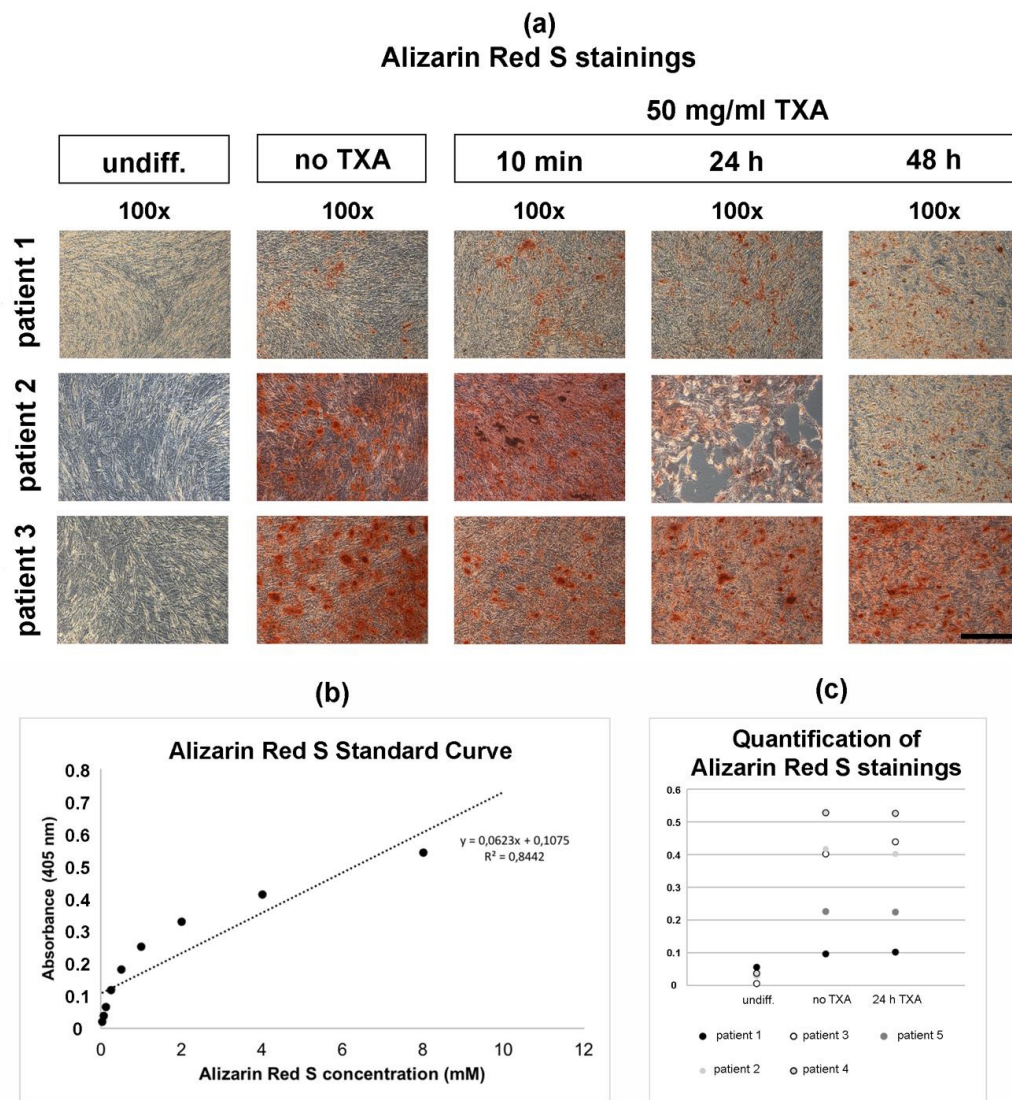 (a)
Alizarin Red S stainings
50 mg/ml TXA
undiff.
no TXA
10 min
24 h
48 h
100x
100x
100x
100x
100x
patient 1
patient 2
patient 3
(b)
Alizarin Red S Standard Curve
Absorbance (405 nm)
0.8
0.7
0.6
0.5
0.4
0.3
0.2
0.1
0
y = 0,0623x + 0,1075
R² = 0,8442
0
2
4
6
8
10
12
Alizarin Red S concentration (mM)
(c)
Quantification of
Alizarin Red S stainings
0.6
0.5
0.4
0.3
0.2
0.1
0
undiff.
no TXA
24 h TXA
patient 1
patient 3
patient 5
patient 2
patient 4